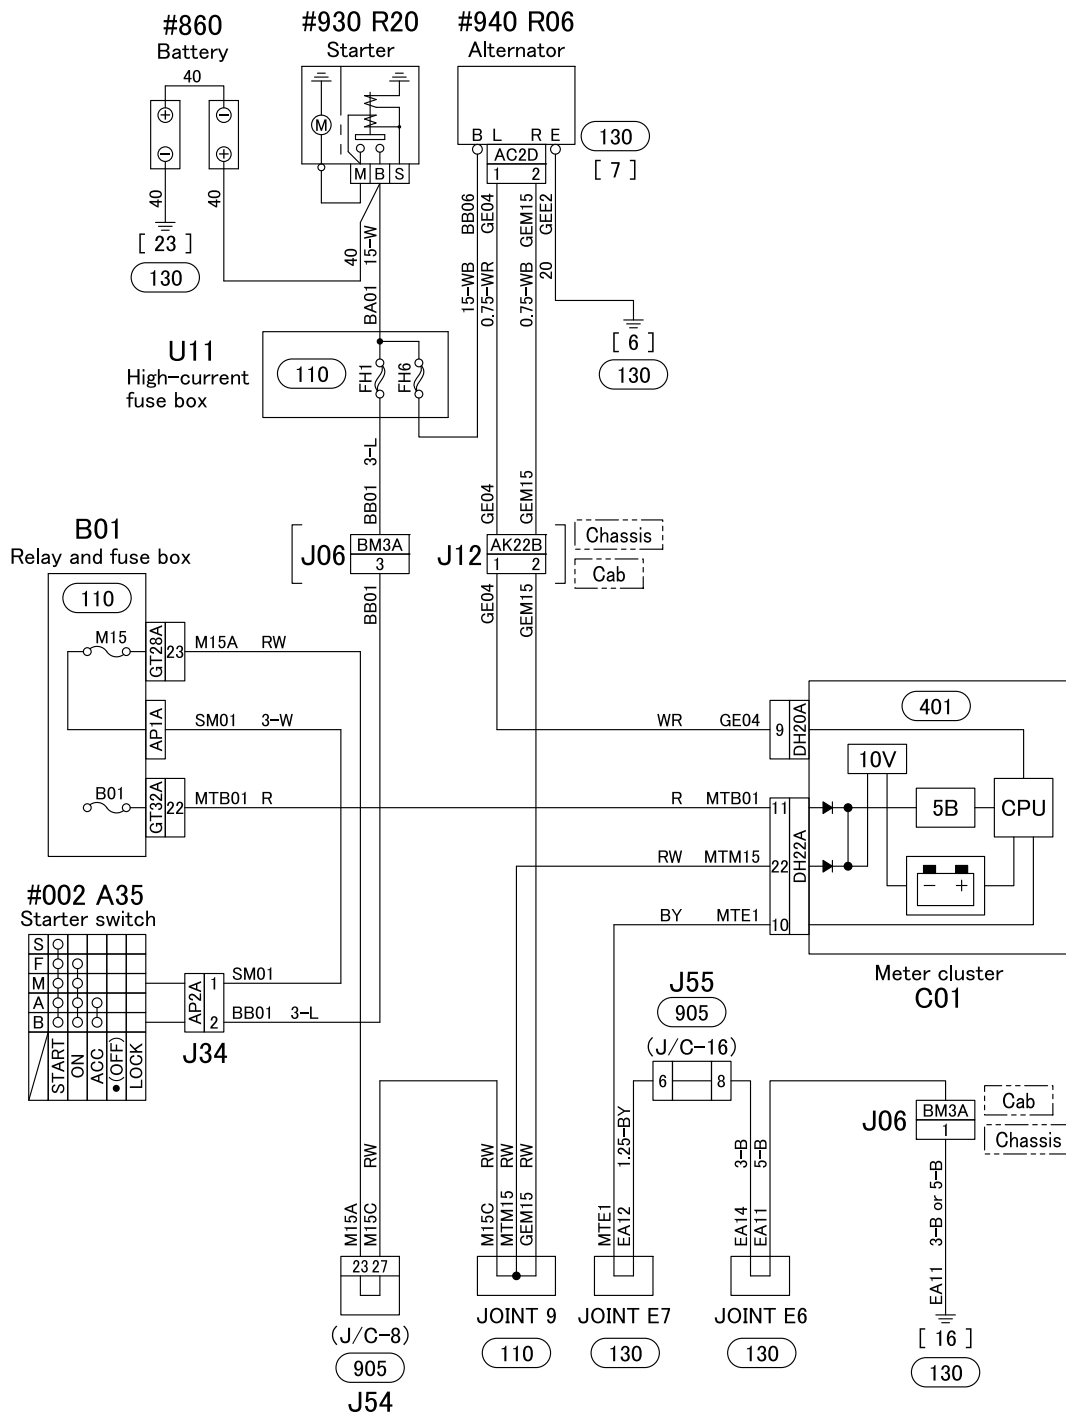 #860
Battery
40
40
40
[ 23 ]
130
#930 R20
Starter
M
M B S
40
15-W
BA01
#940 R06
Alternator
B L R E
AC2D
1 2
130
[ 7 ]
BB06
GE04
GEM15
GEE2
15-WB
0.75-WR
0.75-WB
20
[ 6 ]
130
U11
High-current
fuse box
110
FH1
FH6
3-L
BB01
GE04
GEM15
J06
BM3A
3
J12
AK22B
1 2
Chassis
Cab
BB01
GE04
GEM15
B01
Relay and fuse box
110
M15
GT28A
23
M15A RW
AP1A
SM01 3-W
B01
GT32A
22
MTB01 R
WR GE04
9
DH20A
401
10V
R MTB01
11
5B
CPU
RW MTM15
22
DH22A
BY MTE1
10
Meter cluster
C01
#002 A35
Starter switch
S
F
M
A
B
START
ON
ACC
●(OFF)
LOCK
AP2A
1
2
SM01
BB01 3-L
J34
J55
905
(J/C-16)
6 8
J06
BM3A
1
Cab
Chassis
RW
RW
RW
RW
1.25-BY
3-B
5-B
3-B or 5-B
M15A
M15C
M15C
MTM15
GEM15
MTE1
EA12
EA14
EA11
EA11
23 27
(J/C-8)
905
J54
JOINT 9
110
JOINT E7
130
JOINT E6
130
[ 16 ]
130